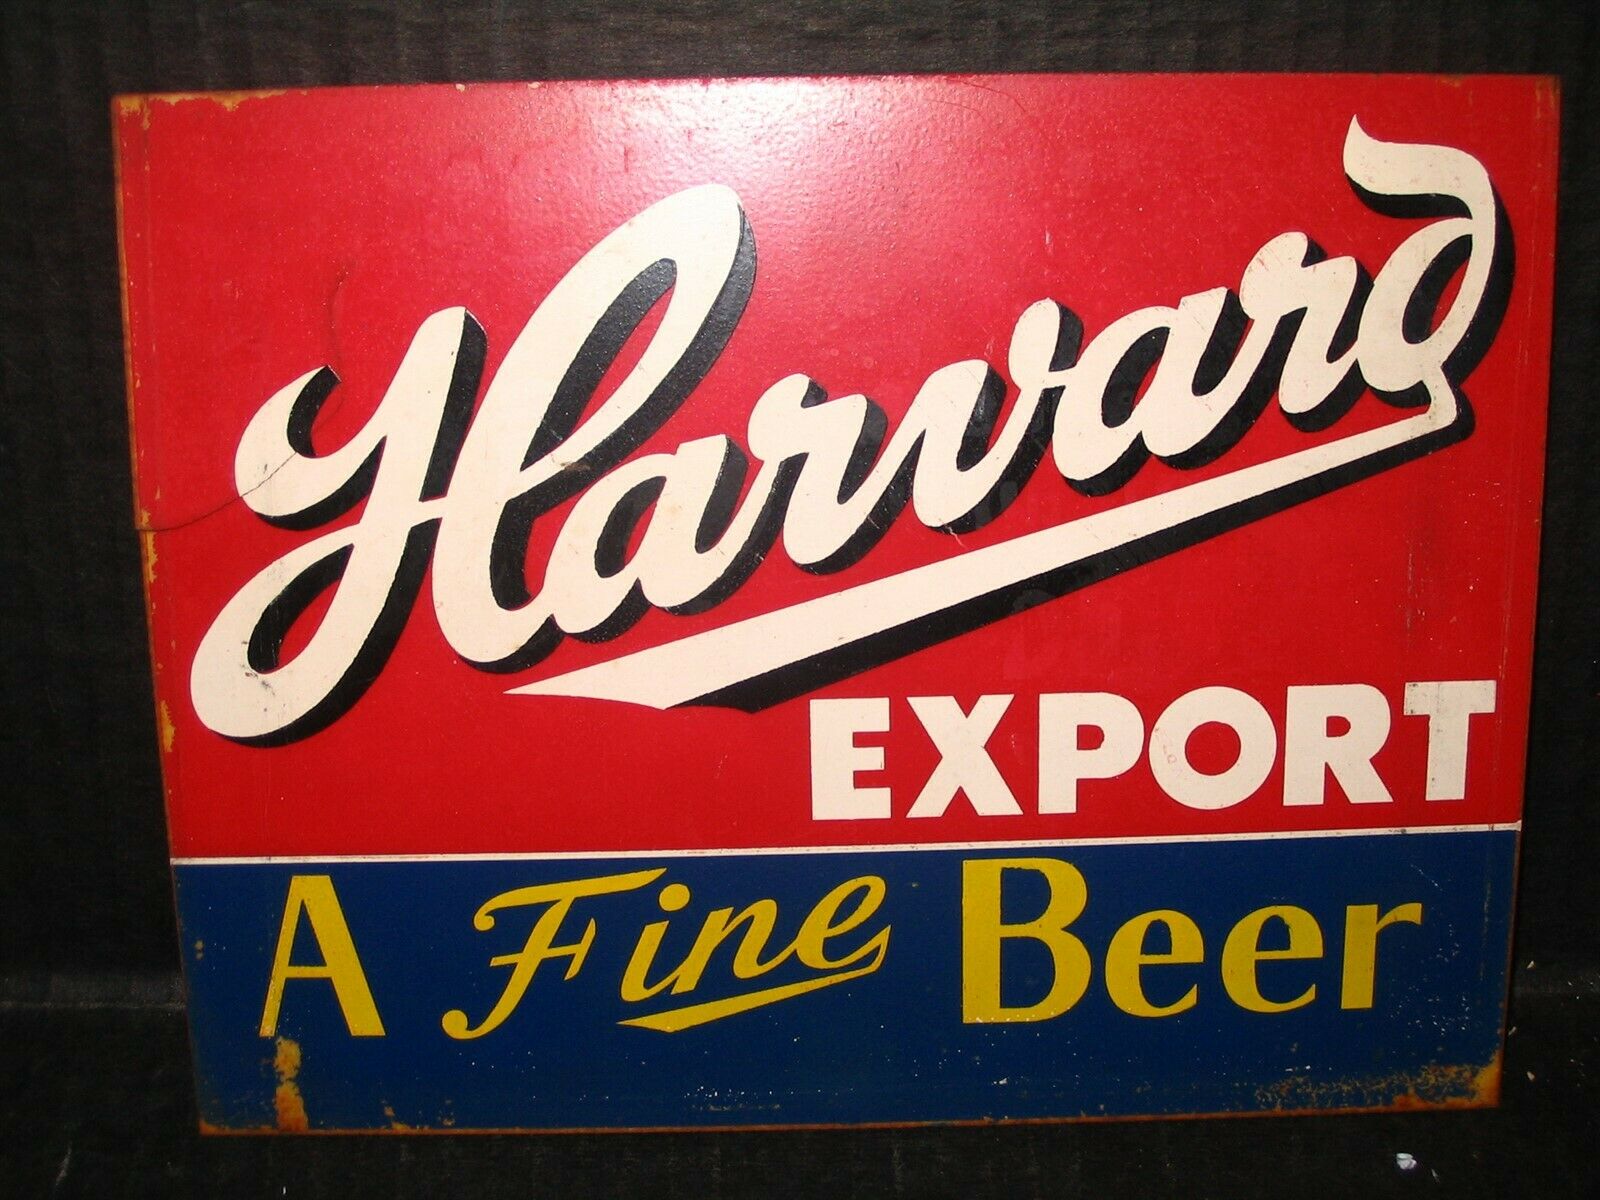 Harvard
EXPORT
A Fine Beer